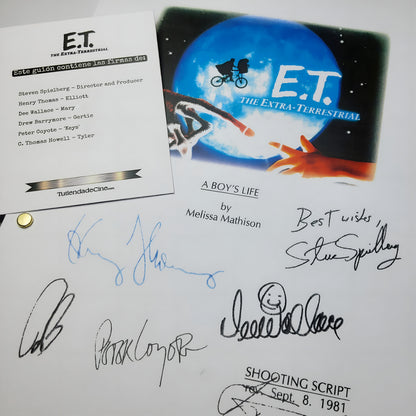 E.T.
THE EXTRA-TERRESTRIAL
Este guión contiene las firmas de:
Steven Spielberg – Director and Producer
Henry Thomas – Elliott
Dee Wallace – Mary
Drew Barrymore – Gertie
Peter Coyote – 'Keys'
C. Thomas Howell – Tyler
TutiendadeCine.com
E.T.
THE EXTRA-TERRESTRIAL
A BOY'S LIFE
by
Melissa Mathison
Best wishes,
Steven Spielberg
Henry Thomas
Dee Wallace
Peter Coyote
SHOOTING SCRIPT
rev. Sept. 8, 1981